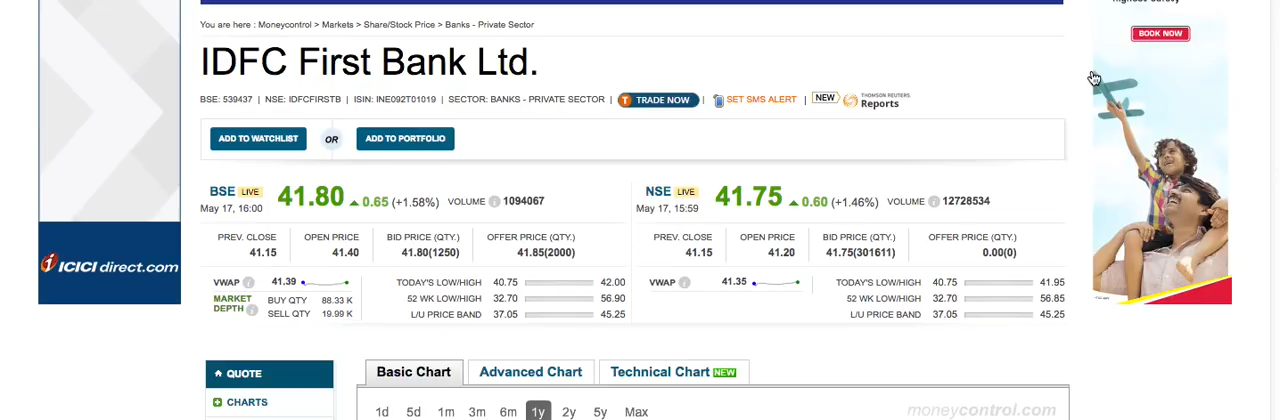 You are here : Moneycontrol > Markets > Share/Stock Price > Banks - Private Sector
BOOK NOW
IDFC First Bank Ltd.
BSE: 539437 | NSE: IDFCFIRSTB | ISIN: INE092T01019 | SECTOR: BANKS - PRIVATE SECTOR | TRADE NOW | SET SMS ALERT | NEW THOMSON REUTERS Reports
ADD TO WATCHLIST OR ADD TO PORTFOLIO
BSE LIVE 41.80 0.65 (+1.58%) VOLUME 1094067
May 17, 16:00
NSE LIVE 41.75 0.60 (+1.46%) VOLUME 12728534
May 17, 15:59
PREV. CLOSE OPEN PRICE BID PRICE (QTY.) OFFER PRICE (QTY.)
41.15 41.40 41.80(1250) 41.85(2000)
PREV. CLOSE OPEN PRICE BID PRICE (QTY.) OFFER PRICE (QTY.)
41.15 41.20 41.75(301611) 0.00(0)
VWAP 41.39 TODAY'S LOW/HIGH 40.75 42.00
MARKET DEPTH BUY QTY 88.33 K 52 WK LOW/HIGH 32.70 56.90
SELL QTY 19.99 K L/U PRICE BAND 37.05 45.25
VWAP 41.35 TODAY'S LOW/HIGH 40.75 41.95
52 WK LOW/HIGH 32.70 56.85
L/U PRICE BAND 37.05 45.25
ICICI direct.com
QUOTE
CHARTS
Basic Chart Advanced Chart Technical Chart NEW
1d 5d 1m 3m 6m 1y 2y 5y Max
moneycontrol.com